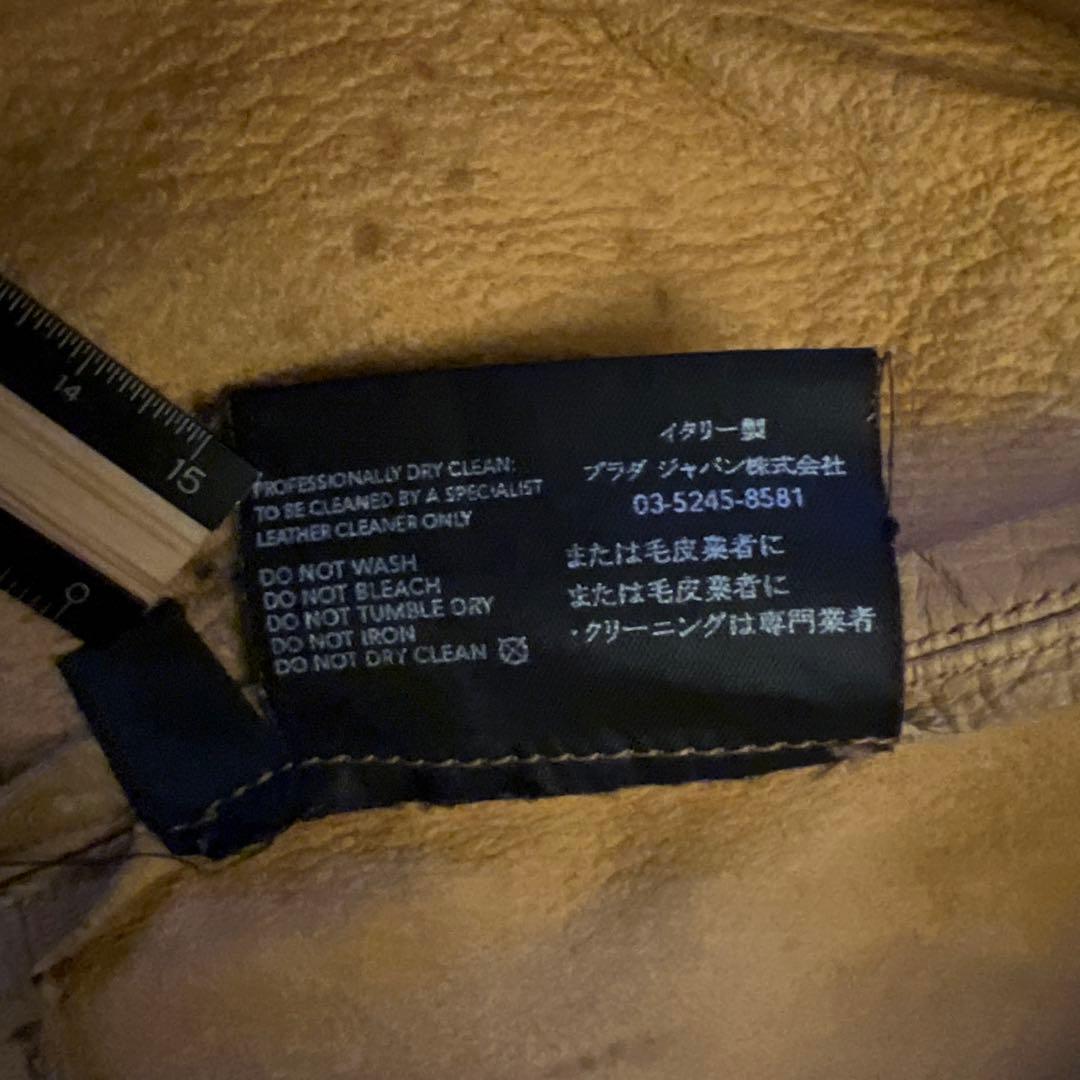 PROFESSIONALLY DRY CLEAN:
TO BE CLEANED BY A SPECIALIST
LEATHER CLEANER ONLY
DO NOT WASH
DO NOT BLEACH
DO NOT TUMBLE DRY
DO NOT IRON
DO NOT DRY CLEAN
イタリー製
プラダ ジャパン株式会社
03-5245-8581
または毛皮業者に
または毛皮業者に
・クリーニングは専門業者
14
15
0